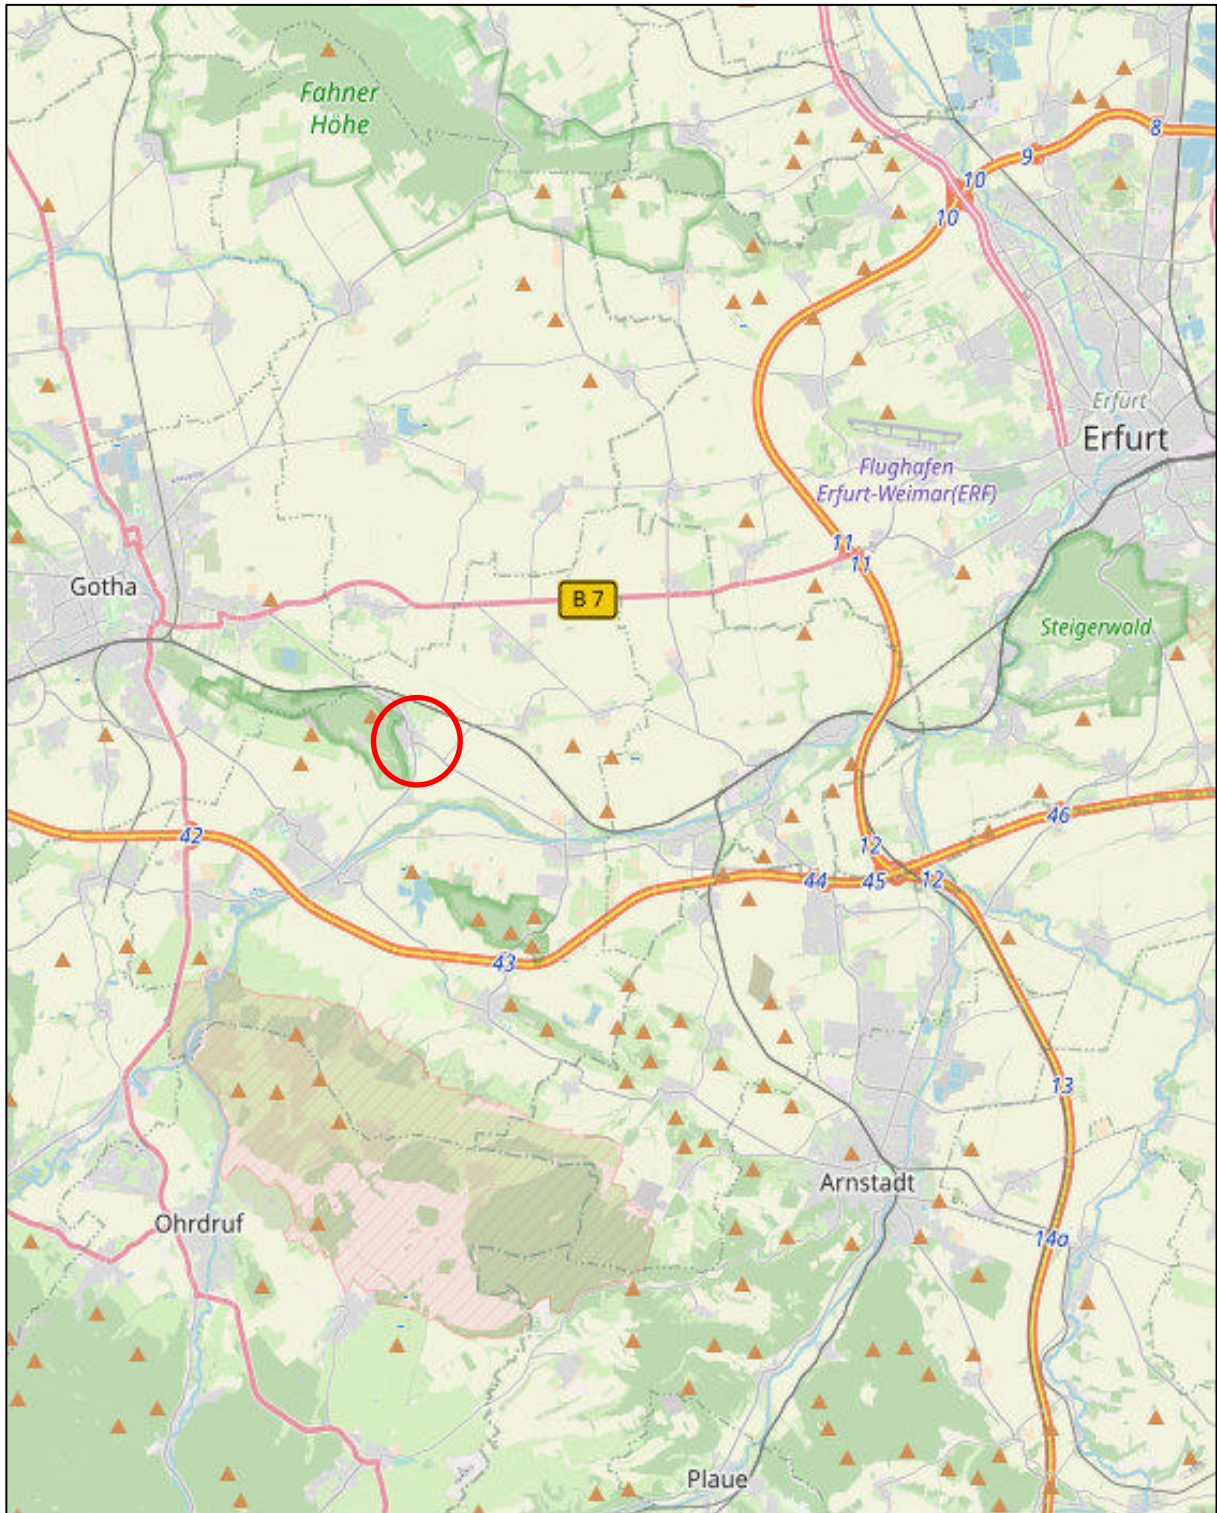 Fahner
Höhe
8
9
10
10
Erfurt
Erfurt
Flughafen
Erfurt-Weimar(ERF)
11
11
Gotha
B 7
Steigerwald
42
46
12
44
45
12
43
13
Arnstadt
Ohrdruf
14a
Plaue